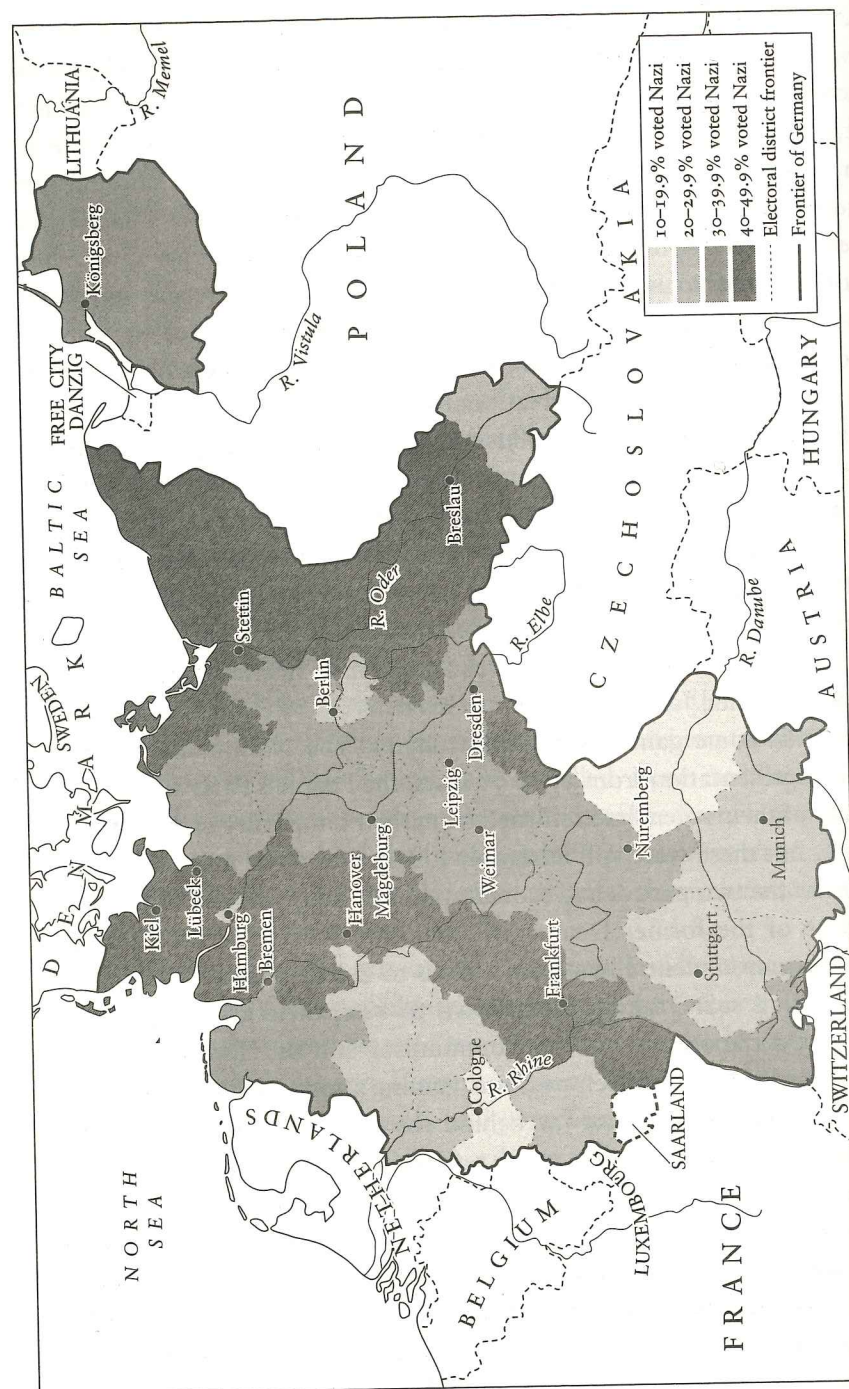 NORTH
SEA
DENMARK
SWEDEN
BALTIC
SEA
FREE CITY
DANZIG
LITHUANIA
R. Memel
Königsberg
Kiel
Lübeck
Hamburg
Bremen
Stettin
R. Vistula
POLAND
NETHERLANDS
Hanover
Magdeburg
Berlin
R. Oder
Breslau
BELGIUM
Cologne
R. Rhine
Weimar
Leipzig
Dresden
R. Elbe
LUXEMBOURG
Frankfurt
CZECHOSLOVAKIA
SAARLAND
Nuremberg
FRANCE
Stuttgart
Munich
R. Danube
SWITZERLAND
AUSTRIA
HUNGARY
10–19.9% voted Nazi
20–29.9% voted Nazi
30–39.9% voted Nazi
40–49.9% voted Nazi
Electoral district frontier
Frontier of Germany